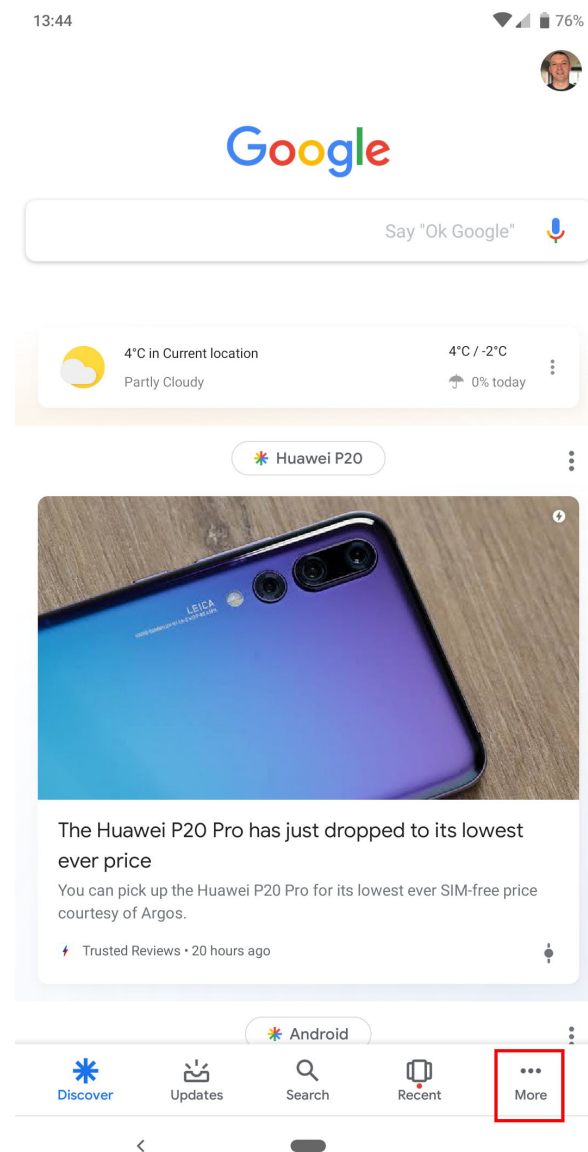 13:44
76%
Google
Say "Ok Google"
4°C in Current location
4°C / -2°C
Partly Cloudy
0% today
Huawei P20
LEICA
The Huawei P20 Pro has just dropped to its lowest
ever price
You can pick up the Huawei P20 Pro for its lowest ever SIM-free price
courtesy of Argos.
Trusted Reviews • 20 hours ago
Android
Discover
Updates
Search
Recent
More